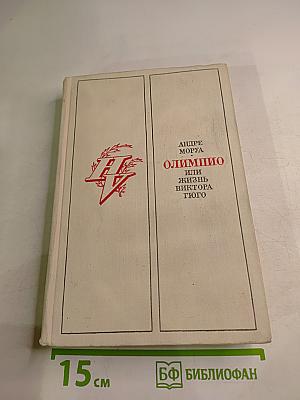 АНДРЕ
МОРУА
ОЛИМПИО
ИЛИ
ЖИЗНЬ
ВИКТОРА
ГЮГО
15 см
БФ БИБЛИОФАН